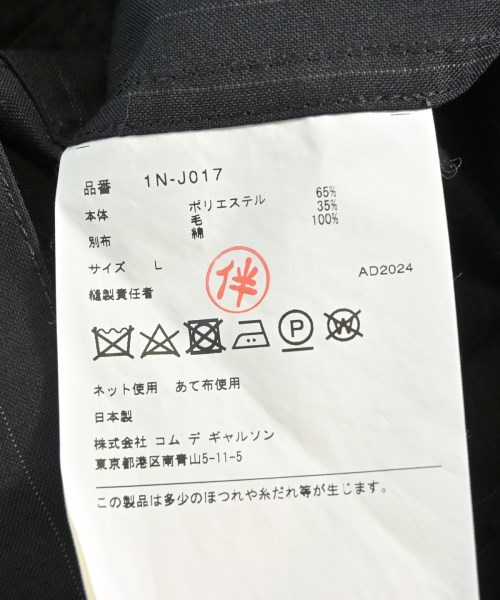 品番 1N-J017
本体 ポリエステル 65%
毛 35%
別布 綿 100%
サイズ L
伴
AD2024
縫製責任者
P W
ネット使用 あて布使用
日本製
株式会社 コム デ ギャルソン
東京都港区南青山5-11-5
この製品は多少のほつれや糸だれ等が生じます。